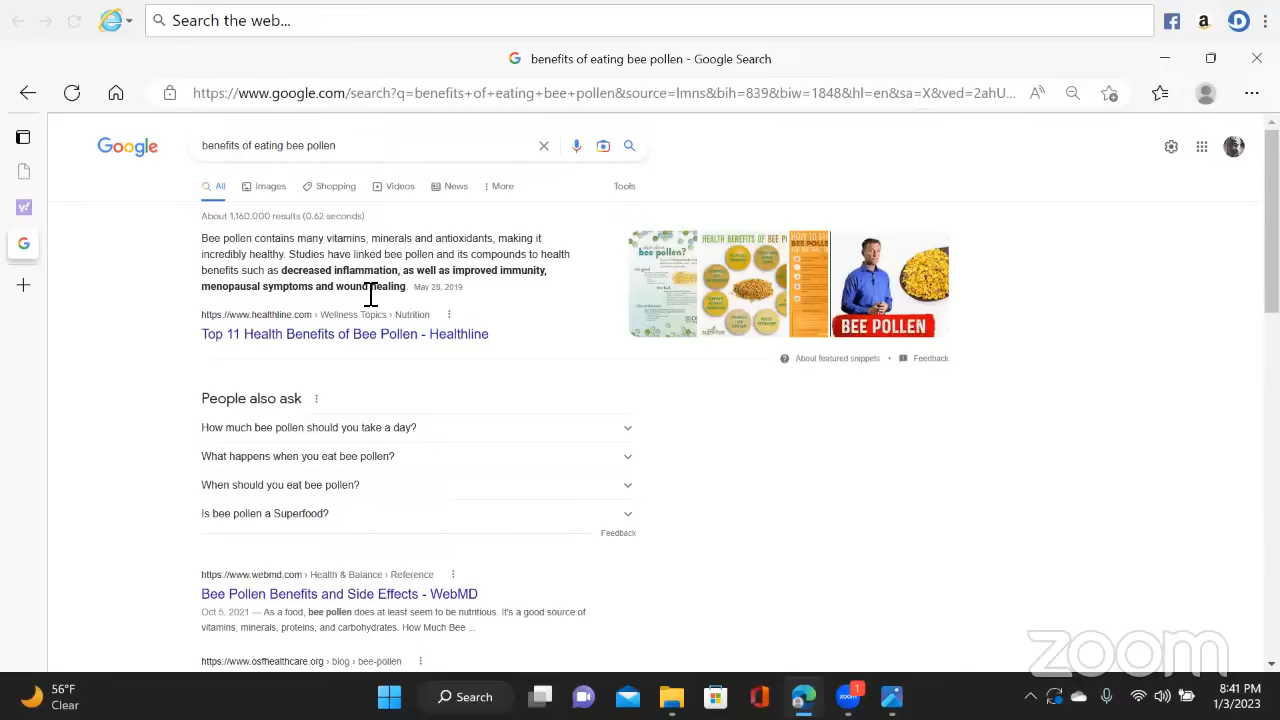 Search the web...
benefits of eating bee pollen - Google Search
https://www.google.com/search?q=benefits+of+eating+bee+pollen&source=lmns&bih=839&biw=1848&hl=en&sa=X&ved=2ahU...
Google
benefits of eating bee pollen
All Images Shopping Videos News More Tools
About 1,160,000 results (0.62 seconds)
Bee pollen contains many vitamins, minerals and antioxidants, making it
incredibly healthy. Studies have linked bee pollen and its compounds to health
benefits such as decreased inflammation, as well as improved immunity,
menopausal symptoms and wound healing. May 28, 2019
bee pollen?
HEALTH BENEFITS OF BEE P
BEE POLLEN
https://www.healthline.com › Wellness Topics › Nutrition
Top 11 Health Benefits of Bee Pollen - Healthline
About featured snippets • Feedback
People also ask
How much bee pollen should you take a day?
What happens when you eat bee pollen?
When should you eat bee pollen?
Is bee pollen a Superfood?
Feedback
https://www.webmd.com › Health & Balance › Reference
Bee Pollen Benefits and Side Effects - WebMD
Oct 5, 2021 — As a food, bee pollen does at least seem to be nutritious. It's a good source of
vitamins, minerals, proteins, and carbohydrates. How Much Bee ...
https://www.osfhealthcare.org › blog › bee-pollen
zoom
56°F
Clear
Search
zoom
1
8:41 PM
1/3/2023